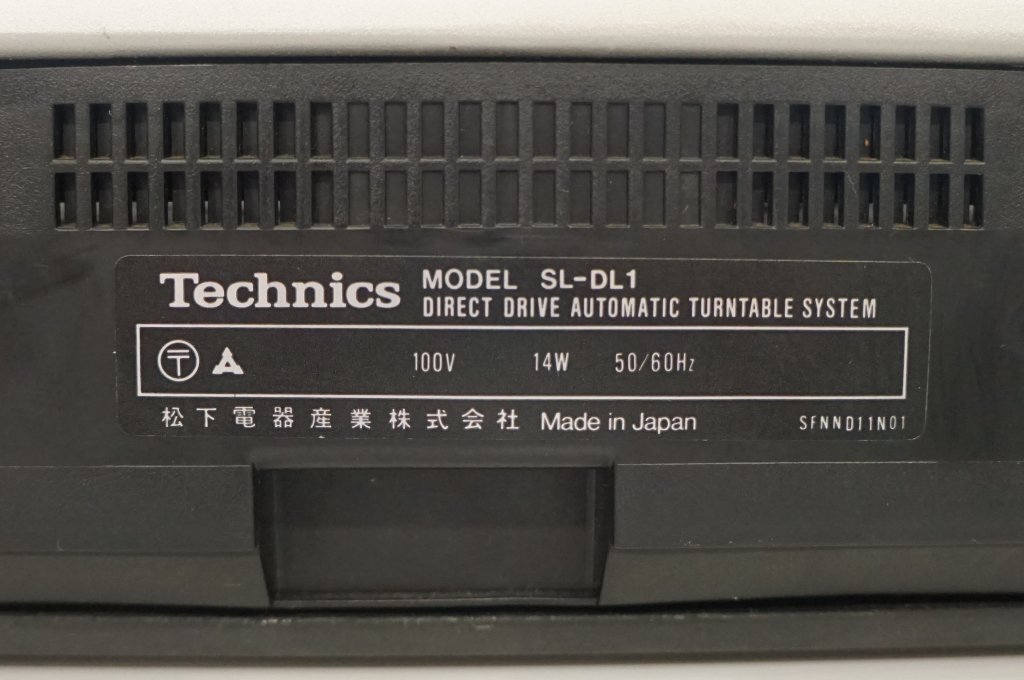 Technics MODEL SL-DL1
DIRECT DRIVE AUTOMATIC TURNTABLE SYSTEM
〒 100V 14W 50/60Hz
松下電器産業株式会社 Made in Japan SFNND11N01